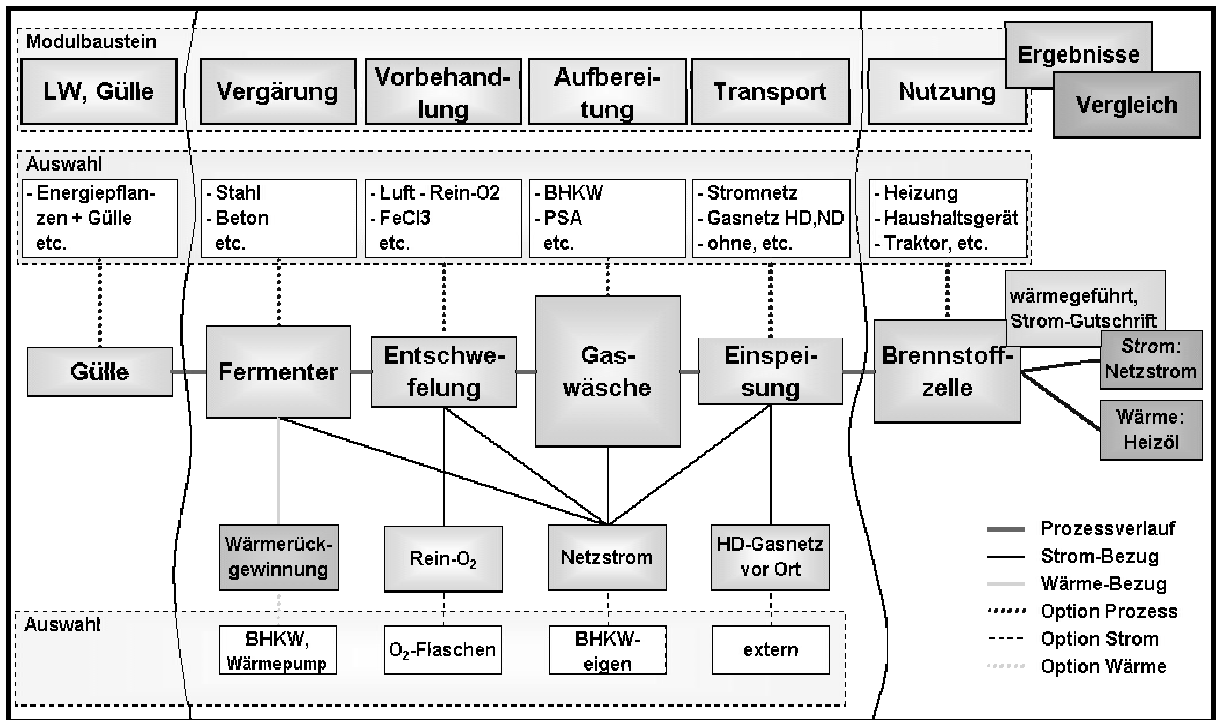 Modulbaustein
LW, Gülle
Vergärung
Vorbehand-
lung
Aufberei-
tung
Transport
Nutzung
Ergebnisse
Vergleich
Auswahl
- Energiepflan-
zen + Gülle
etc.
- Stahl
- Beton
etc.
- Luft - Rein-O2
- FeCl3
etc.
- BHKW
- PSA
etc.
- Stromnetz
- Gasnetz HD,ND
- ohne, etc.
- Heizung
- Haushaltsgerät
- Traktor, etc.
wärmegeführt,
Strom-Gutschrift
Gülle
Fermenter
Entschwe-
felung
Gas-
wäsche
Einspei-
sung
Brennstoff-
zelle
Strom:
Netzstrom
Wärme:
Heizöl
Wärmerück-
gewinnung
Rein-O₂
Netzstrom
HD-Gasnetz
vor Ort
Prozessverlauf
Strom-Bezug
Wärme-Bezug
Option Prozess
Option Strom
Option Wärme
Auswahl
BHKW,
Wärmepump
O₂-Flaschen
BHKW-
eigen
extern